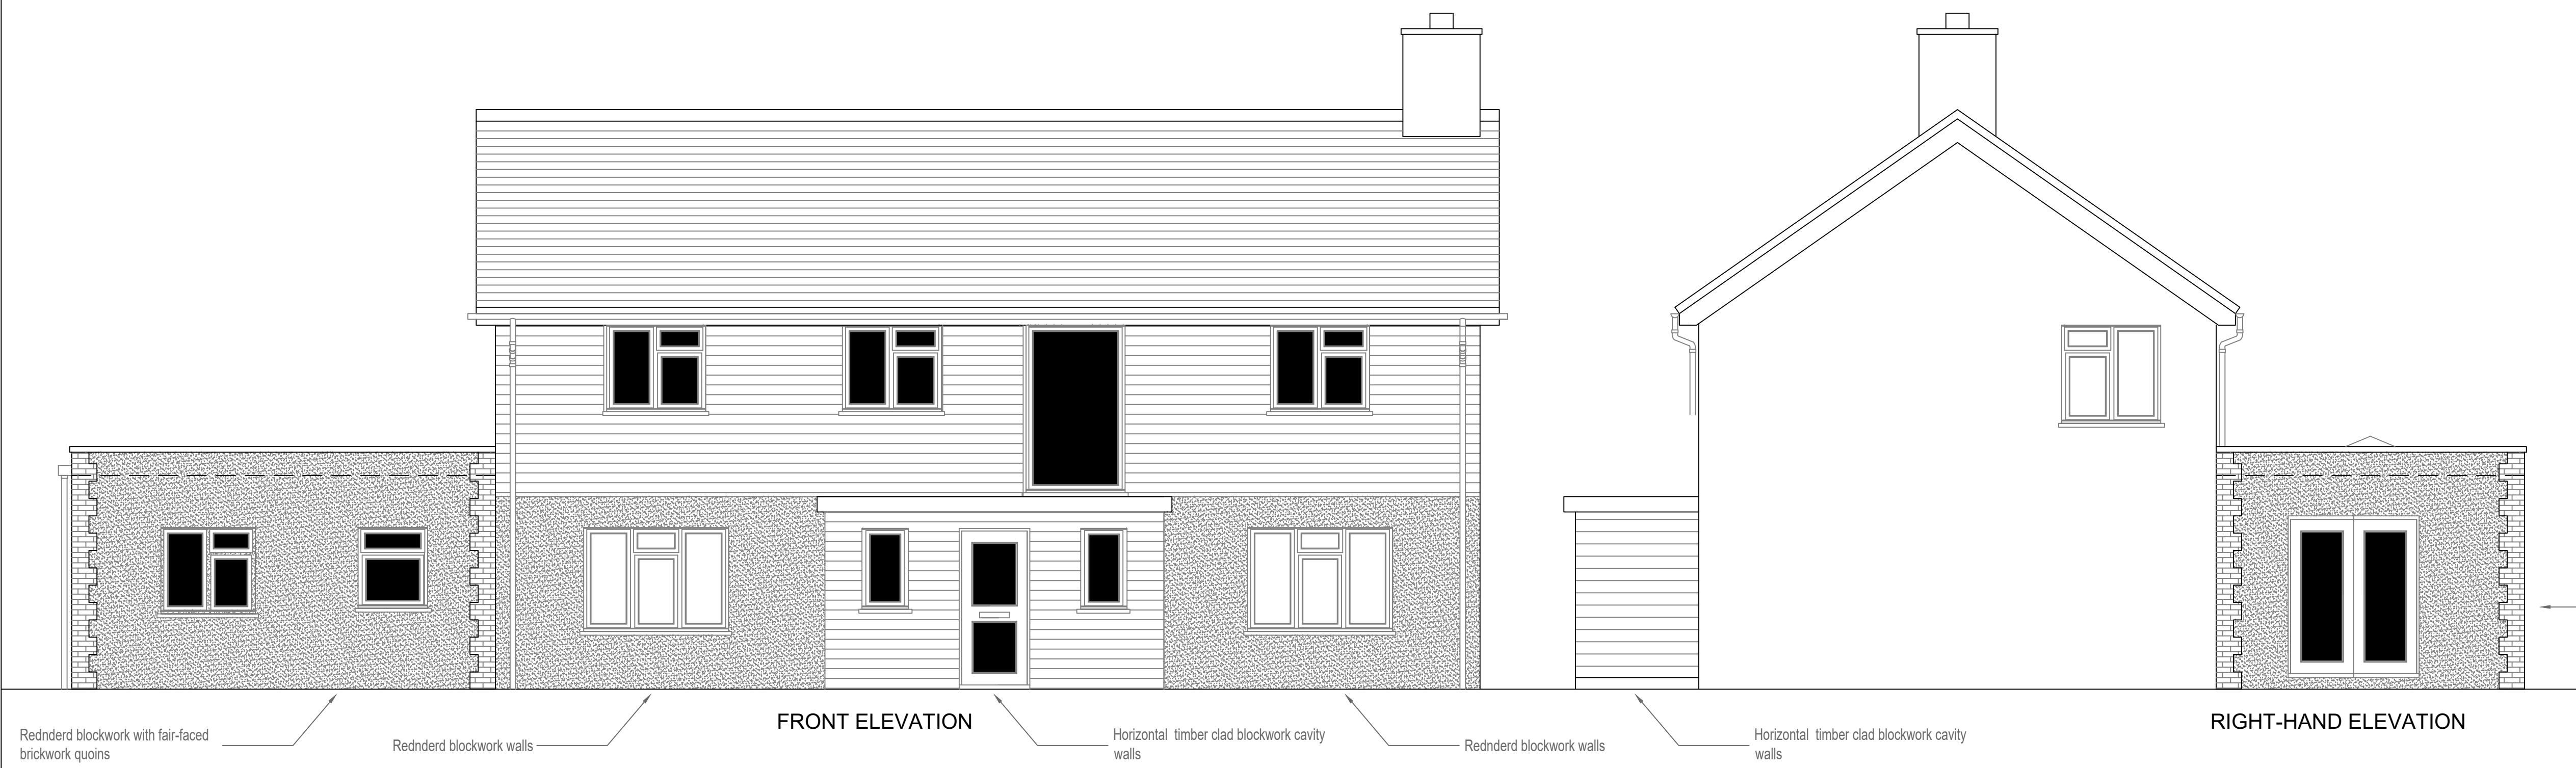 FRONT ELEVATION
RIGHT-HAND ELEVATION
Rednderd blockwork with fair-faced
brickwork quoins
Rednderd blockwork walls
Horizontal timber clad blockwork cavity
walls
Rednderd blockwork walls
Horizontal timber clad blockwork cavity
walls